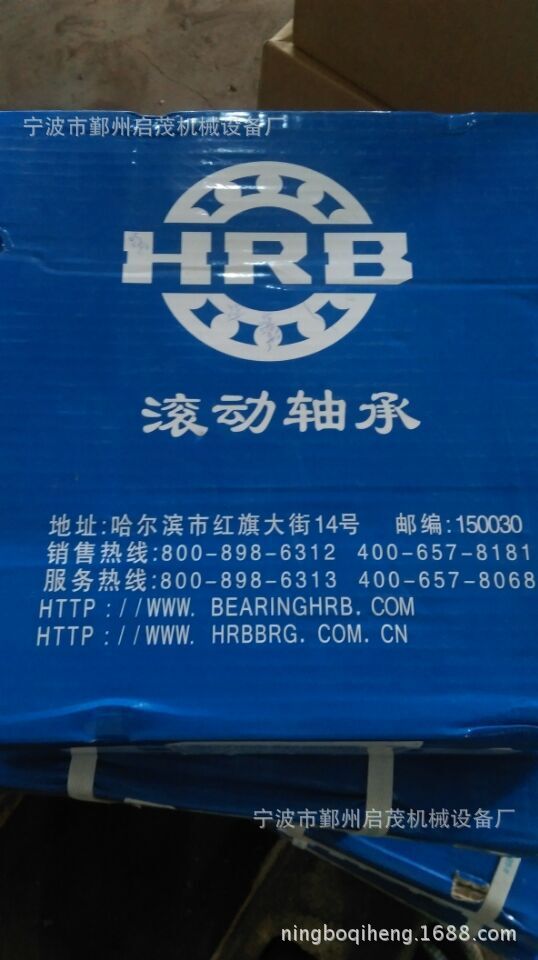 宁波市鄞州启茂机械设备厂
HRB
滚动轴承
地址:哈尔滨市红旗大街14号 邮编:150030
销售热线:800-898-6312 400-657-8181
服务热线:800-898-6313 400-657-8068
HTTP://WWW. BEARINGHRB. COM
HTTP://WWW. HRBBRG. COM. CN
宁波市鄞州启茂机械设备厂
ningboqiheng.1688.com